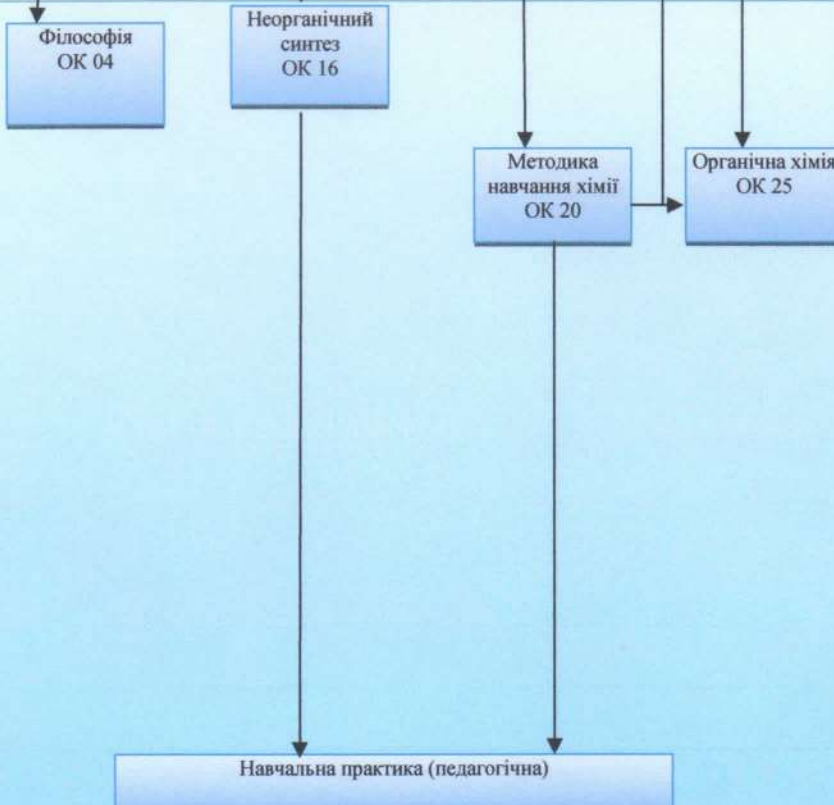 Філософія
ОК 04
Неорганічний
синтез
ОК 16
Методика
навчання хімії
ОК 20
Органічна хімія
ОК 25
Навчальна практика (педагогічна)